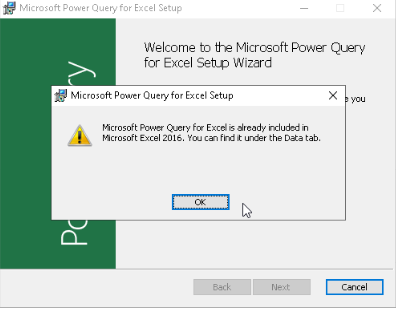 Microsoft Power Query for Excel Setup
Welcome to the Microsoft Power Query
for Excel Setup Wizard
Microsoft Power Query for Excel Setup
e you
Microsoft Power Query for Excel is already included in
Microsoft Excel 2016. You can find it under the Data tab.
OK
Back
Next
Cancel